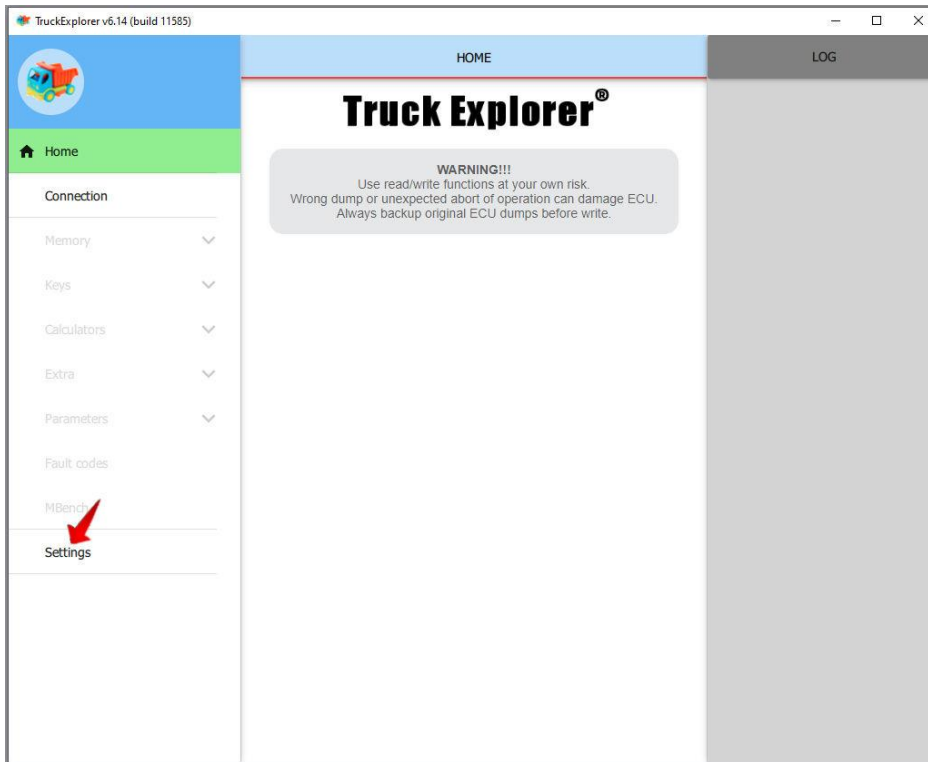 TruckExplorer v6.14 (build 11585)
HOME
LOG
Truck Explorer®
Home
WARNING!!!
Use read/write functions at your own risk.
Wrong dump or unexpected abort of operation can damage ECU.
Always backup original ECU dumps before write.
Connection
Memory
Keys
Calculators
Extra
Parameters
Fault codes
MBench
Settings